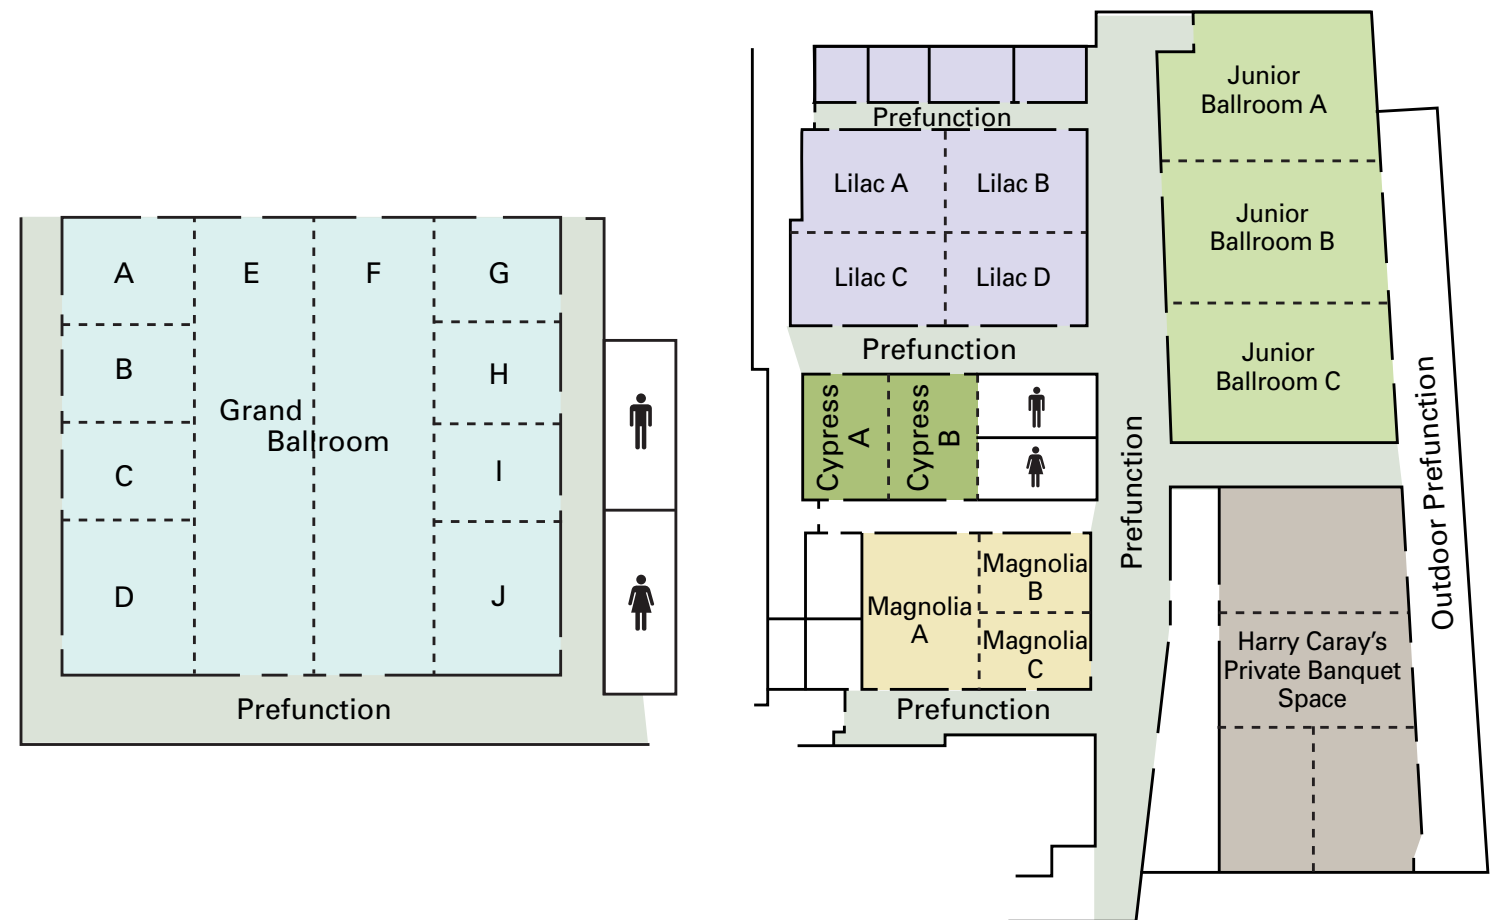 A
E
F
G
B
H
Grand
Ballroom
C
I
D
J
Prefunction
Prefunction
Lilac A
Lilac B
Lilac C
Lilac D
Prefunction
Cypress
A
Cypress
B
Magnolia
A
Magnolia
B
Magnolia
C
Prefunction
Prefunction
Junior
Ballroom A
Junior
Ballroom B
Junior
Ballroom C
Outdoor Prefunction
Harry Caray's
Private Banquet
Space